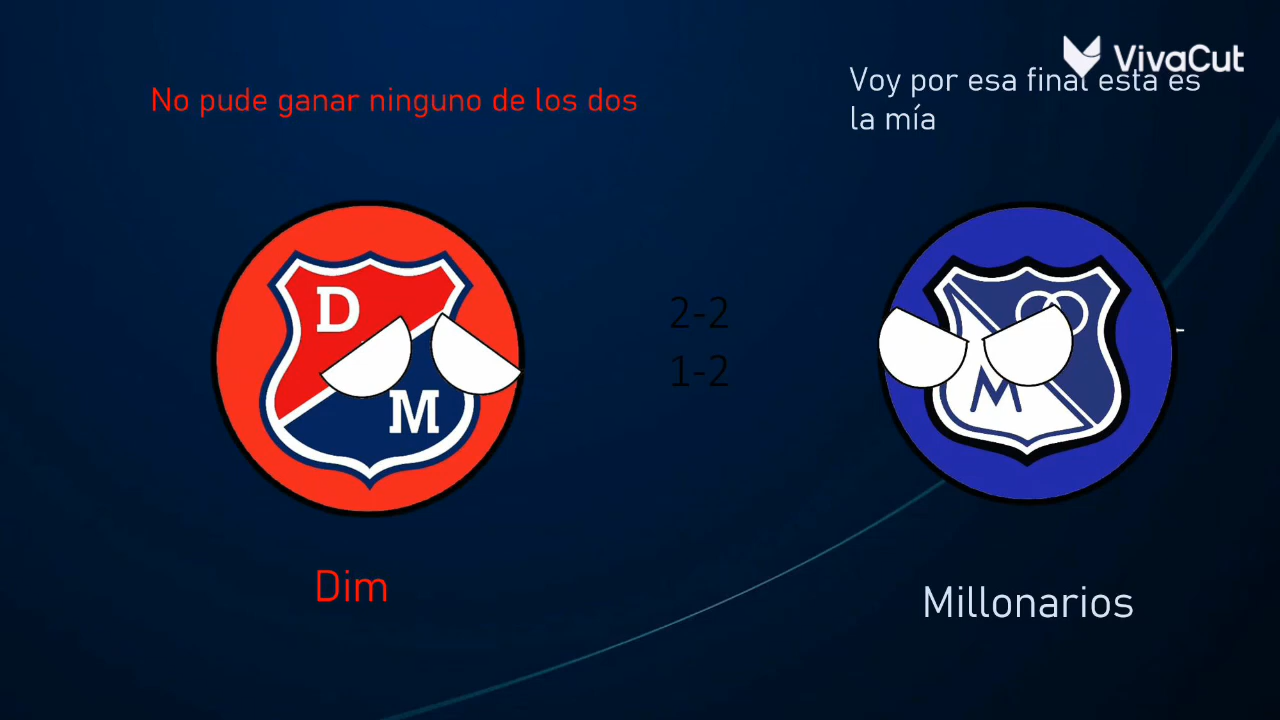 VivaCut
No pude ganar ninguno de los dos
Voy por esa final esta es
la mía
D
M
M
2-2
1-2
Dim
Millonarios